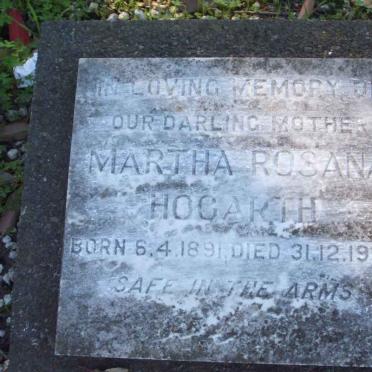 IN LOVING MEMORY O
OUR DARLING MOTHER
MARTHA ROSANA
HOGARTH
BORN 6.4.1891, DIED 31.12.19
SAFE IN THE ARMS